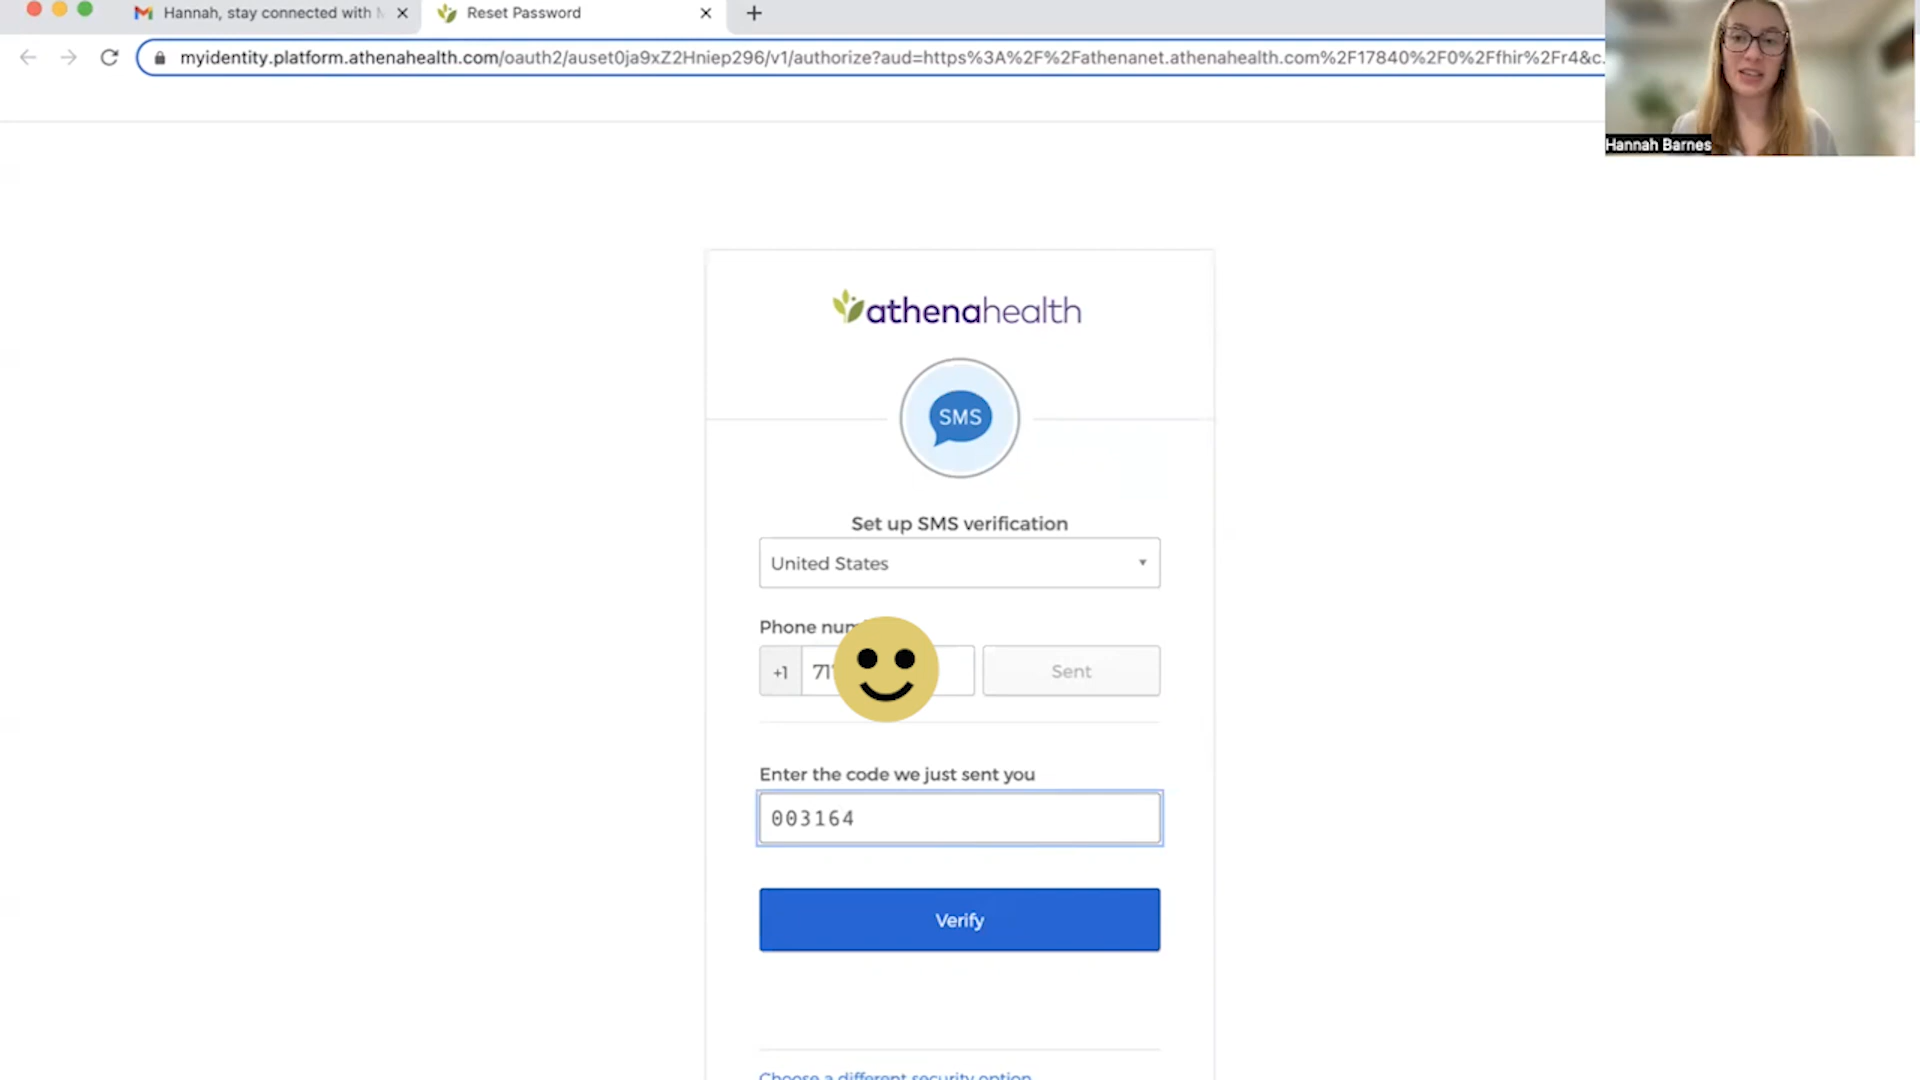 Hannah, stay connected with
Reset Password
myidentity.platform.athenahealth.com/oauth2/auset0ja9xZ2Hniep296/v1/authorize?aud=https%3A%2F%2Fathenanet.athenahealth.com%2F17840%2F0%2Ffhir%2Fr4&c.
Hannah Barnes
athenahealth
SMS
Set up SMS verification
United States
Phone
+1
Sent
Enter the code we just sent you
003164
Verify
Choose a different security option